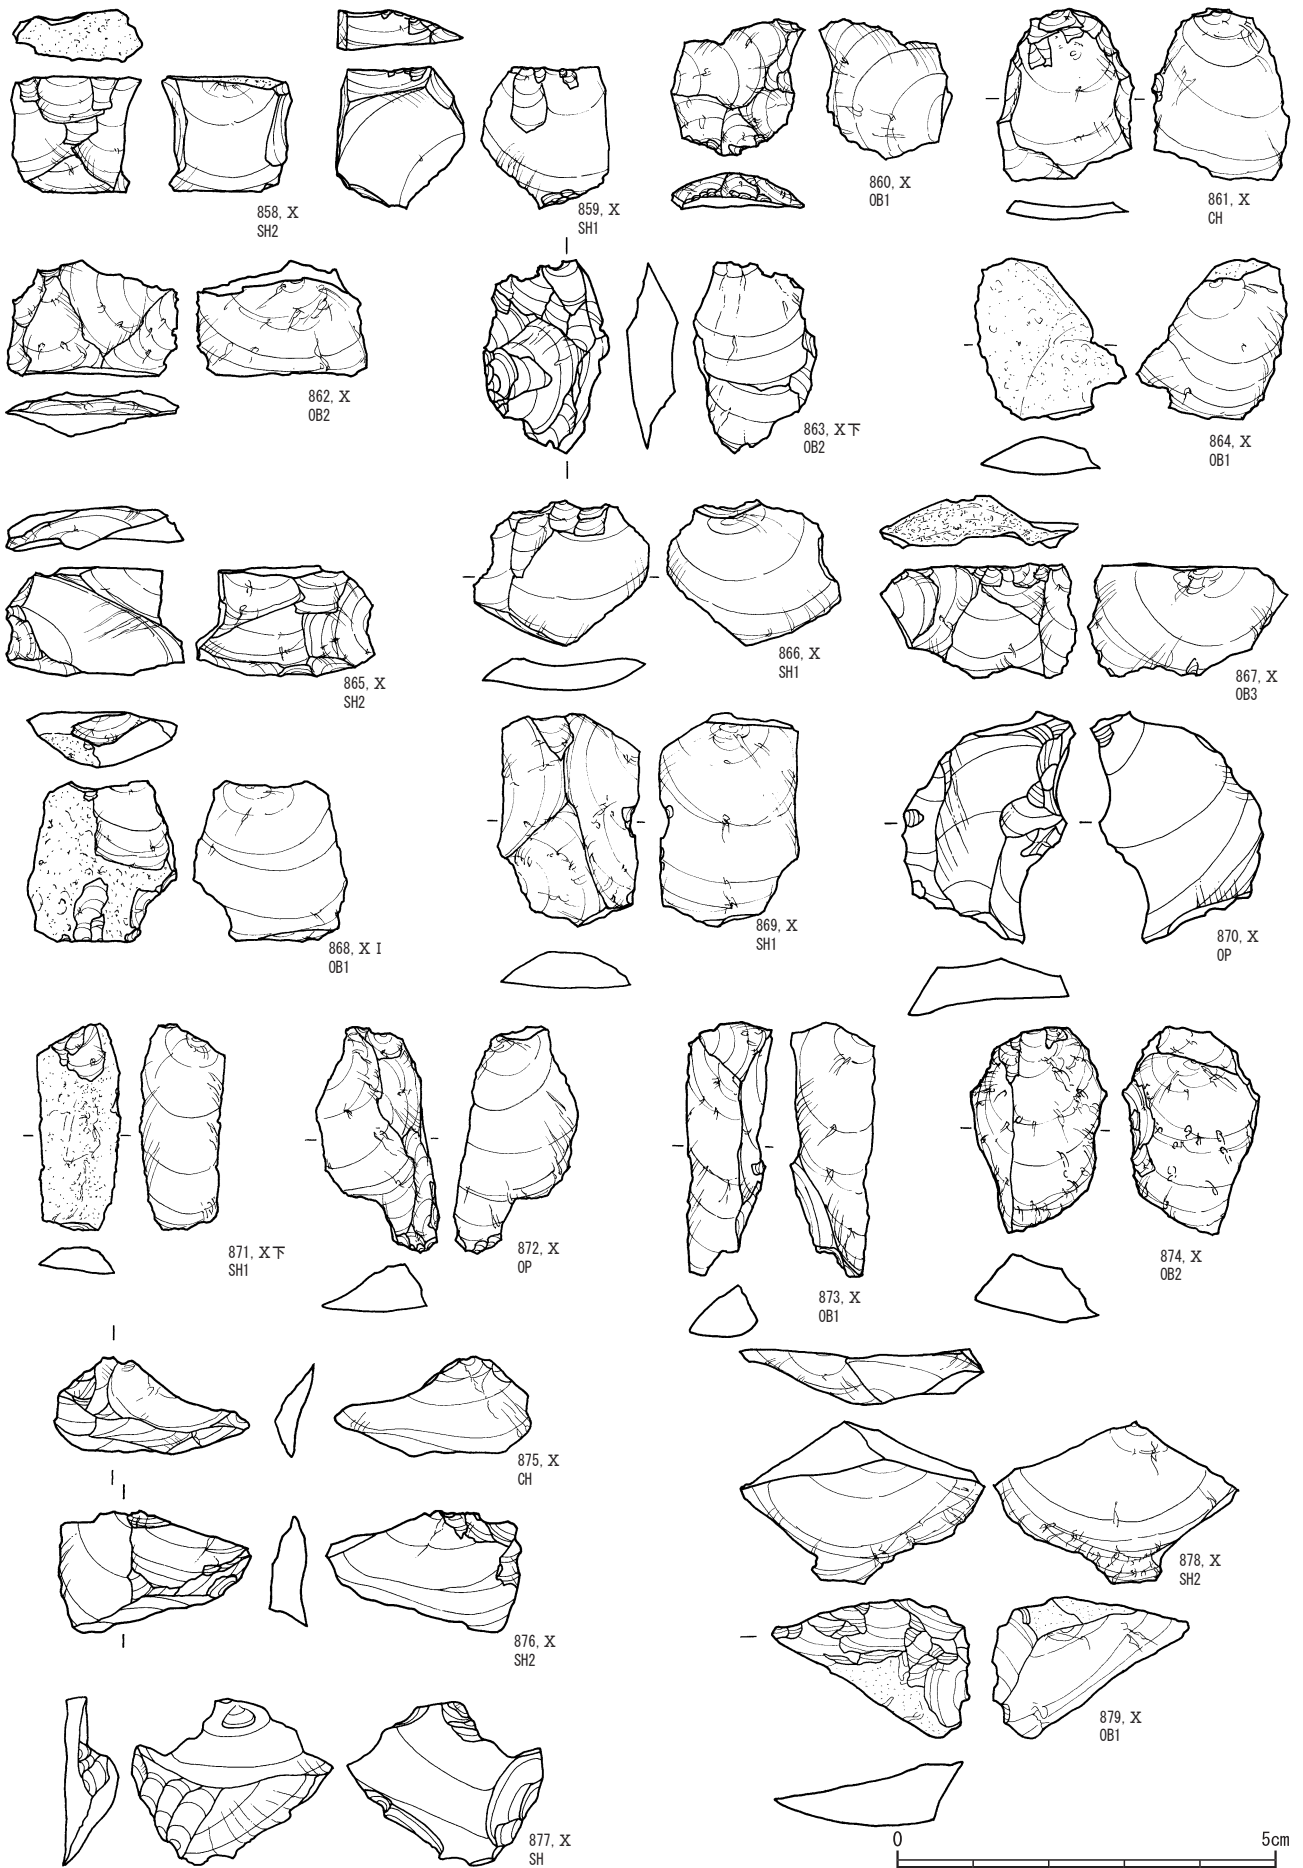 858, X
SH2
859, X
SH1
860, X
OB1
861, X
CH
862, X
OB2
863, X下
OB2
864, X
OB1
865, X
SH2
866, X
SH1
867, X
OB3
868, X I
OB1
869, X
SH1
870, X
OP
871, X下
SH1
872, X
OP
873, X
OB1
874, X
OB2
875, X
CH
876, X
SH2
877, X
SH
878, X
SH2
879, X
OB1
0 5cm